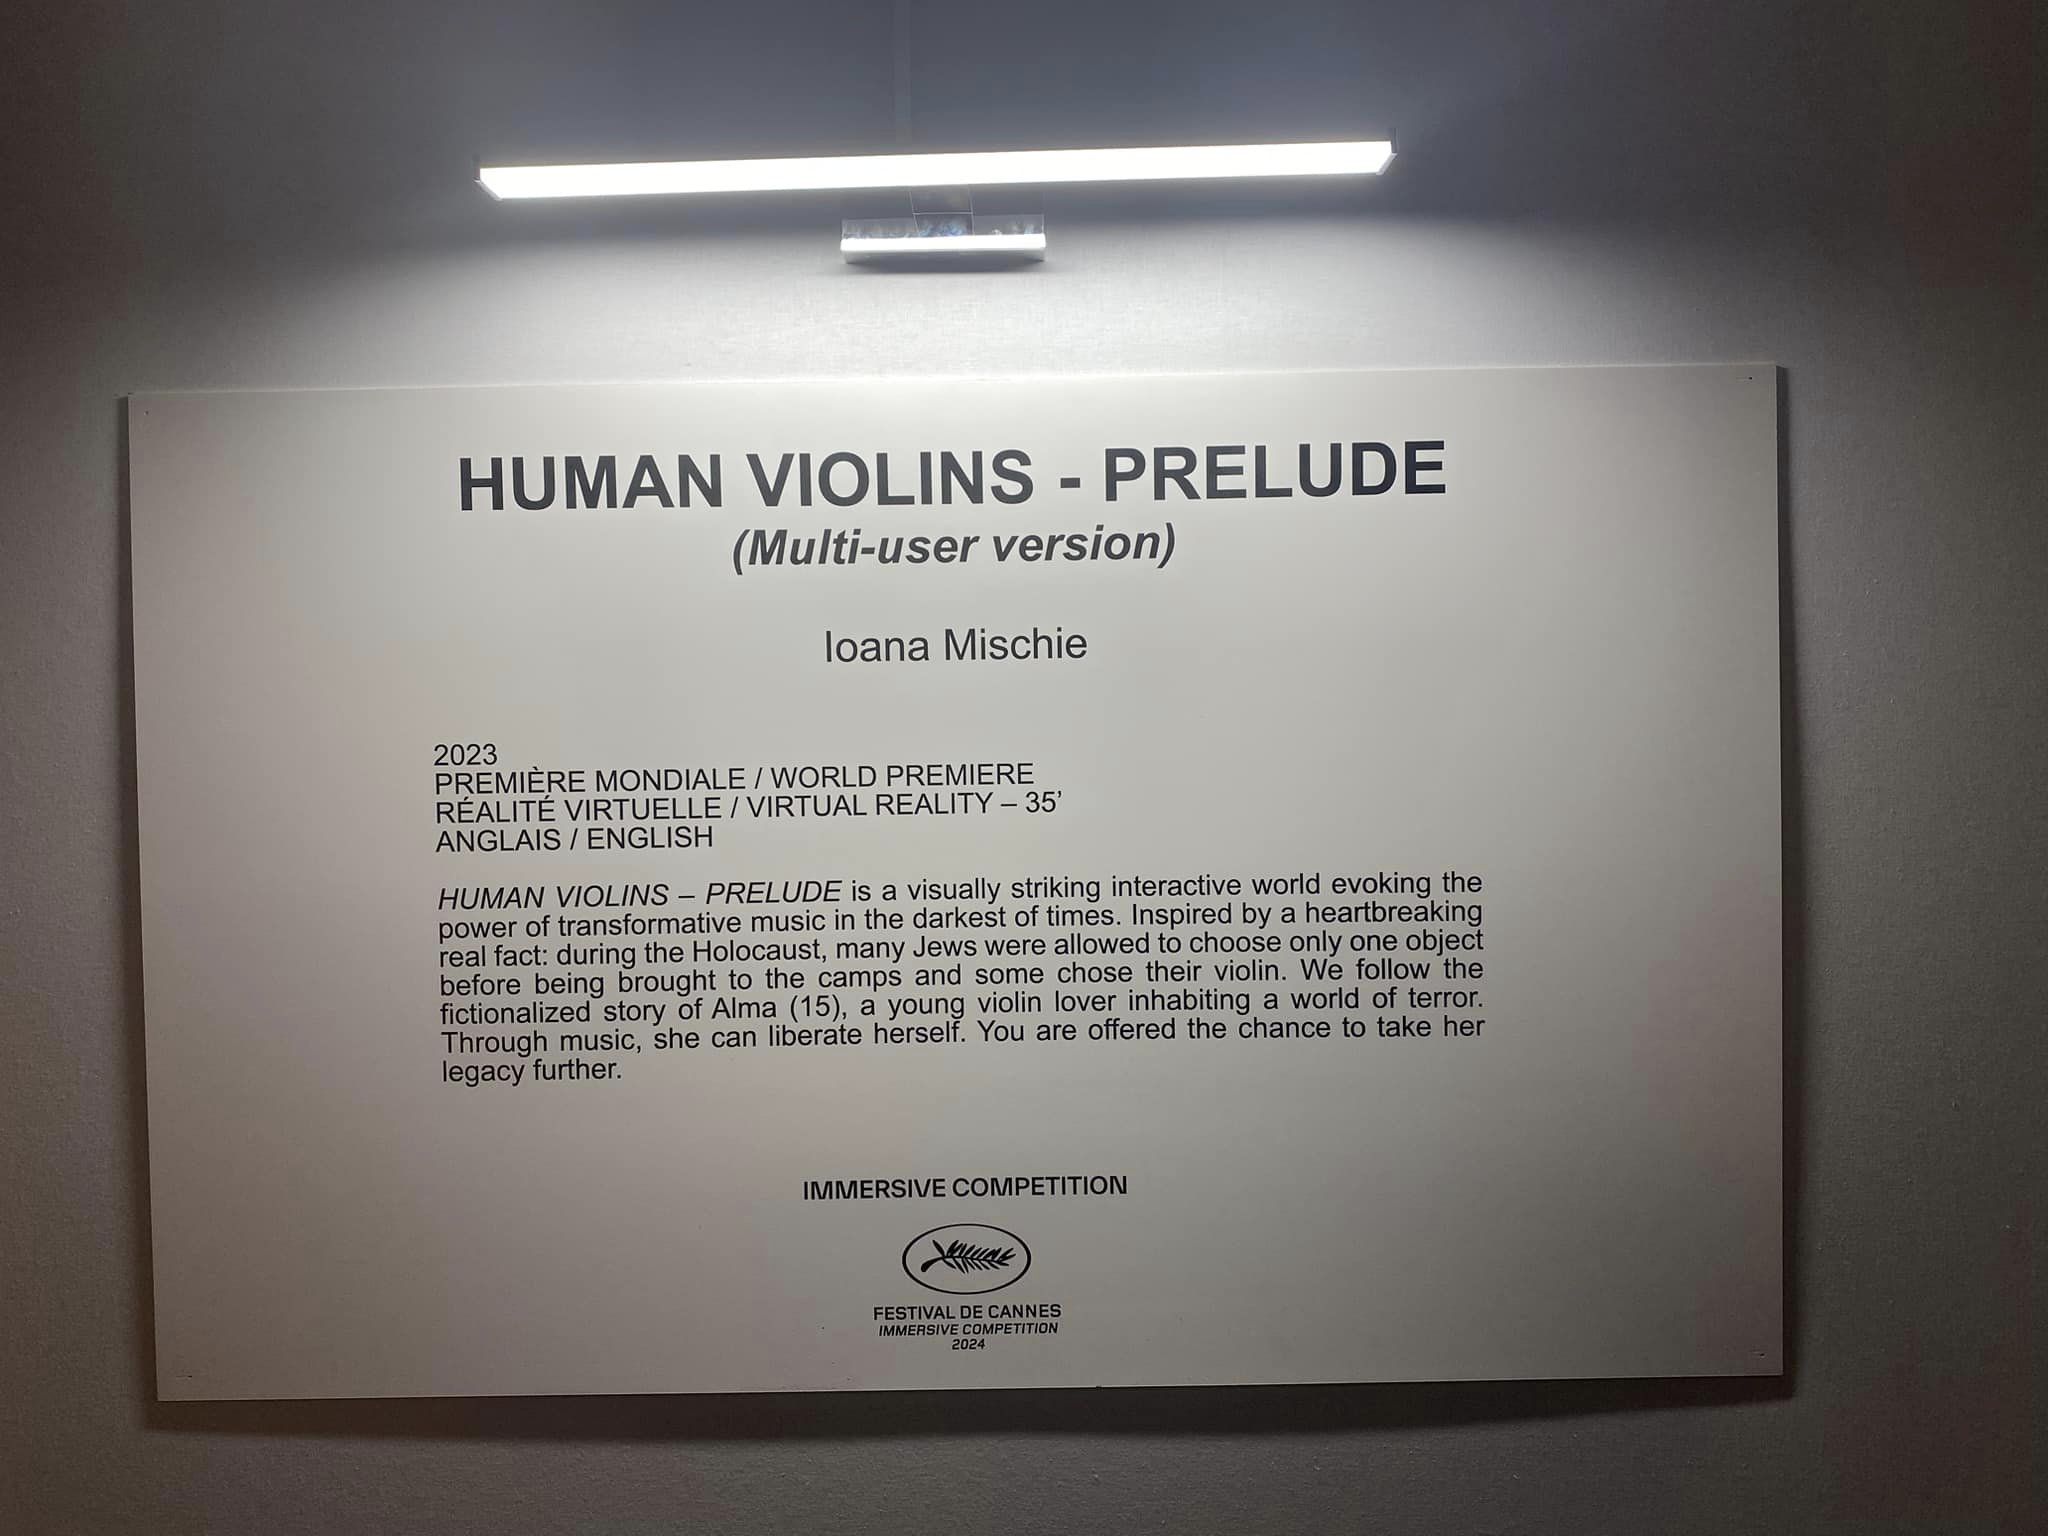 HUMAN VIOLINS - PRELUDE
(Multi-user version)
Ioana Mischie
2023
PREMIÈRE MONDIALE / WORLD PREMIERE
RÉALITÉ VIRTUELLE / VIRTUAL REALITY – 35’
ANGLAIS / ENGLISH
HUMAN VIOLINS – PRELUDE is a visually striking interactive world evoking the
power of transformative music in the darkest of times. Inspired by a heartbreaking
real fact: during the Holocaust, many Jews were allowed to choose only one object
before being brought to the camps and some chose their violin. We follow the
fictionalized story of Alma (15), a young violin lover inhabiting a world of terror.
Through music, she can liberate herself. You are offered the chance to take her
legacy further.
IMMERSIVE COMPETITION
FESTIVAL DE CANNES
IMMERSIVE COMPETITION
2024